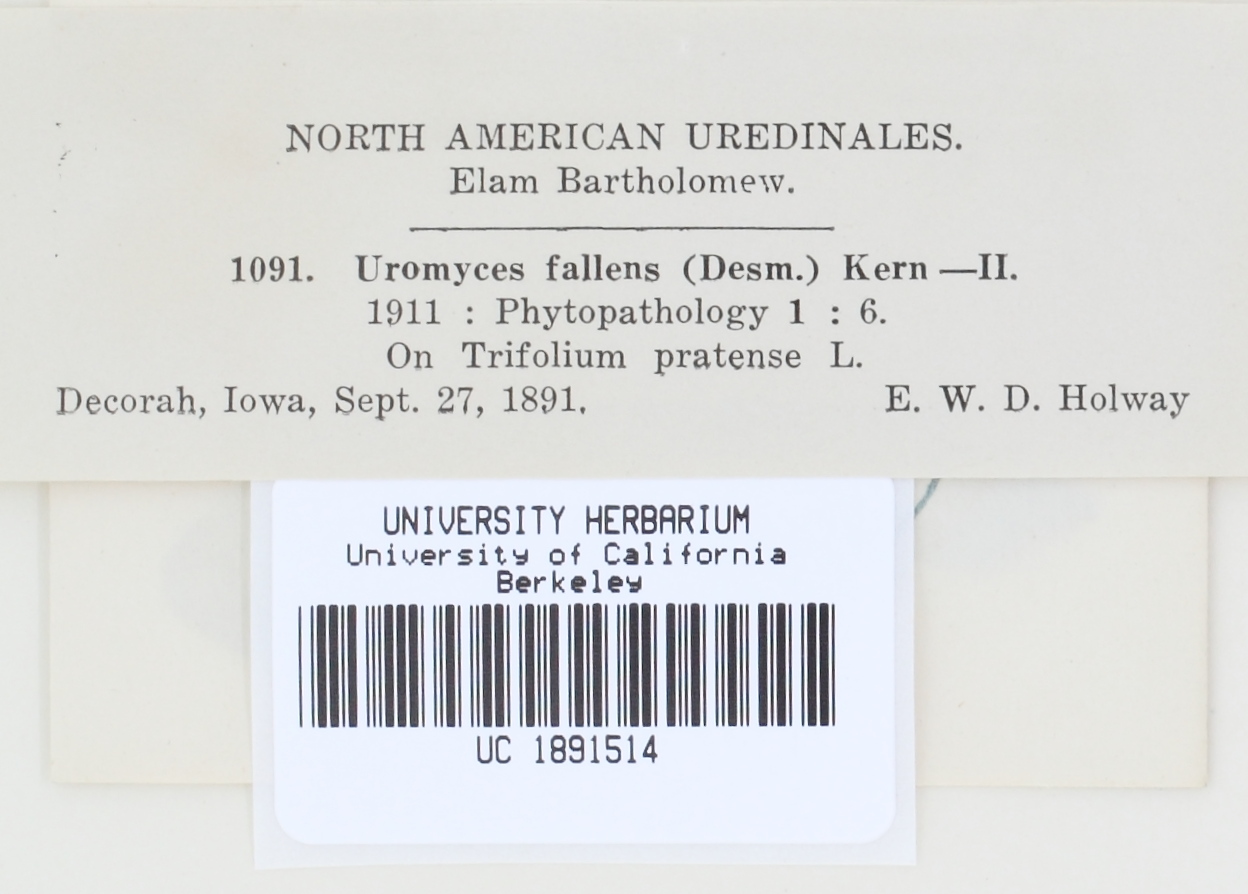 NORTH AMERICAN UREDINALES.
Elam Bartholomew.
1091. Uromyces fallens (Desm.) Kern —II.
1911 : Phytopathology 1 : 6.
On Trifolium pratense L.
Decorah, Iowa, Sept. 27, 1891. E. W. D. Holway
UNIVERSITY HERBARIUM
University of California
Berkeley
UC 1891514